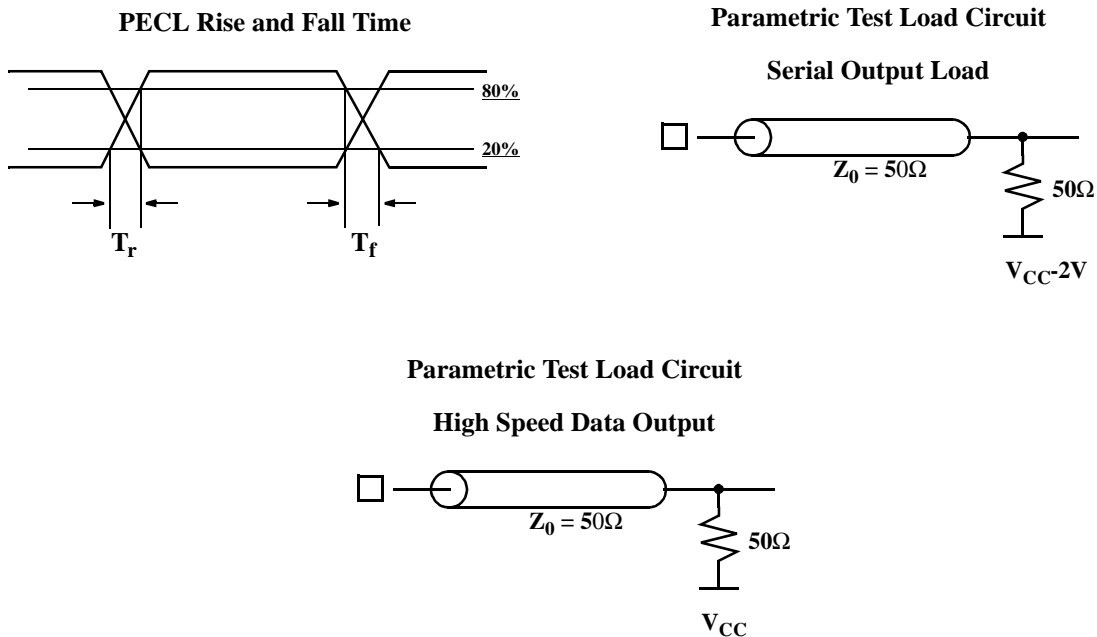 PECL Rise and Fall Time
80%
20%
Tr
Tf
Parametric Test Load Circuit
Serial Output Load
Z0 = 50Ω
50Ω
VCC-2V
Parametric Test Load Circuit
High Speed Data Output
Z0 = 50Ω
50Ω
VCC